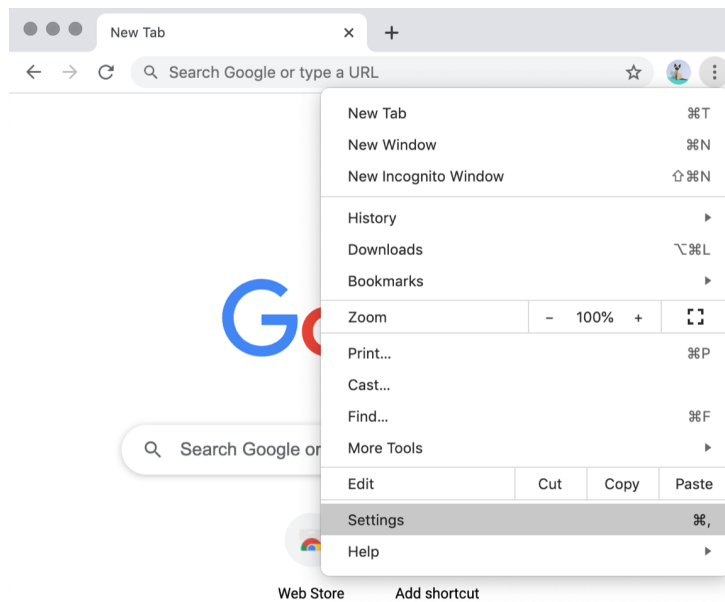 New Tab
Search Google or type a URL
New Tab ⌘T
New Window ⌘N
New Incognito Window ⇧⌘N
History
Downloads ⌥⌘L
Bookmarks
Zoom - 100% +
Print... ⌘P
Cast...
Find... ⌘F
More Tools
Search Google or
Edit Cut Copy Paste
Settings ⌘,
Help
Web Store Add shortcut